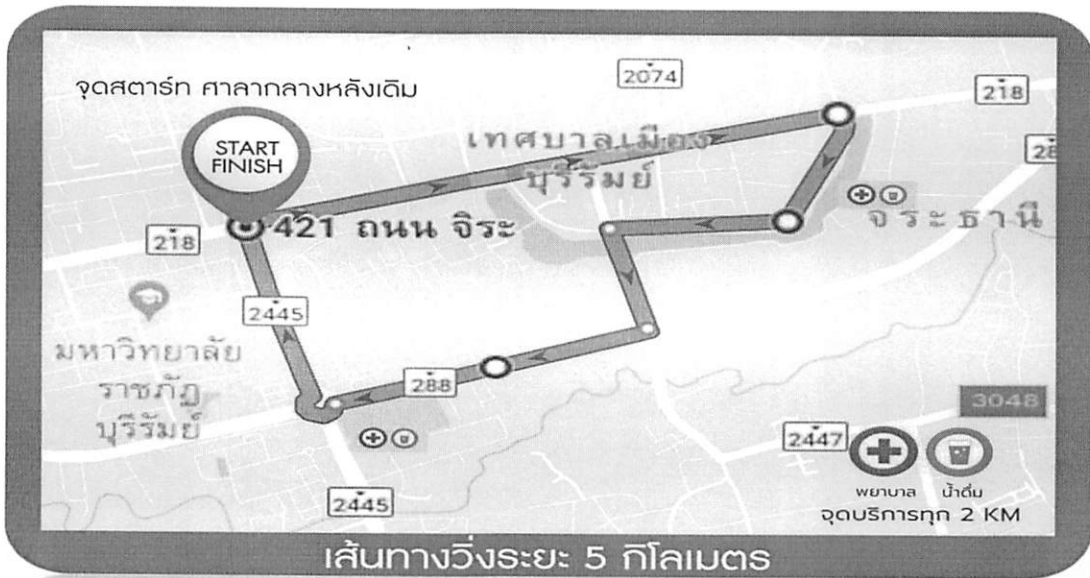 จุดสตาร์ท ศาลากลางหลังเดิม
START
FINISH
2074
218
เทศบาลเมือง
บุรีรัมย์
28
421 ถนน จิระ
218
จระธานี
2445
มหาวิทยาลัย
ราชภัฏ
บุรีรัมย์
288
3048
2447
2445
พยาบาล น้ำดื่ม
จุดบริการทุก 2 KM
เส้นทางวิ่งระยะ 5 กิโลเมตร